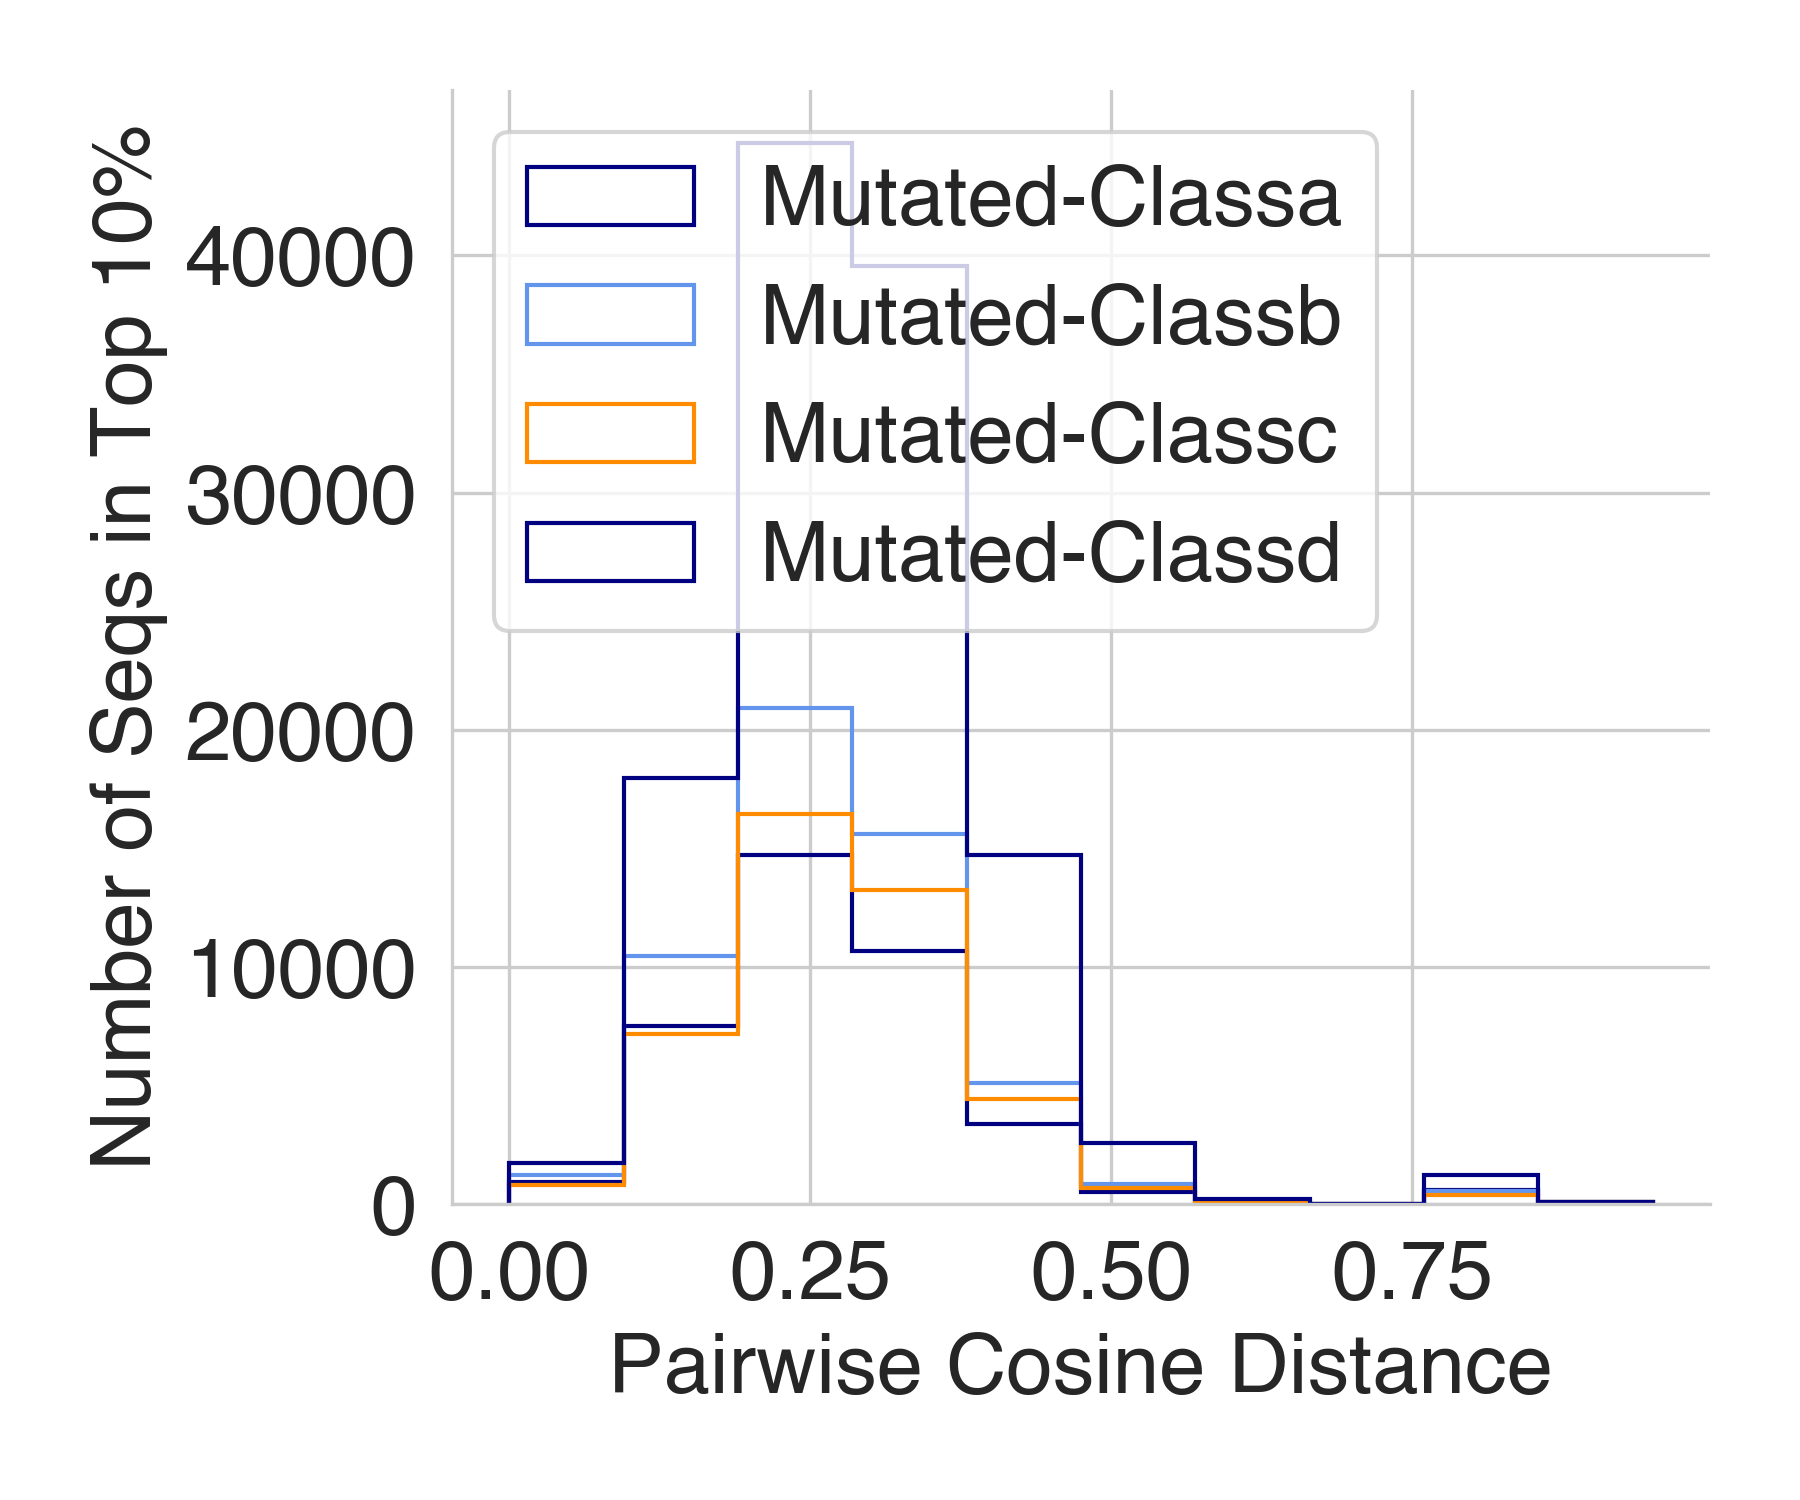 Number of Seqs in Top 10%
40000
30000
20000
10000
0
Mutated-Classa
Mutated-Classb
Mutated-Classc
Mutated-Classd
0.00 0.25 0.50 0.75
Pairwise Cosine Distance